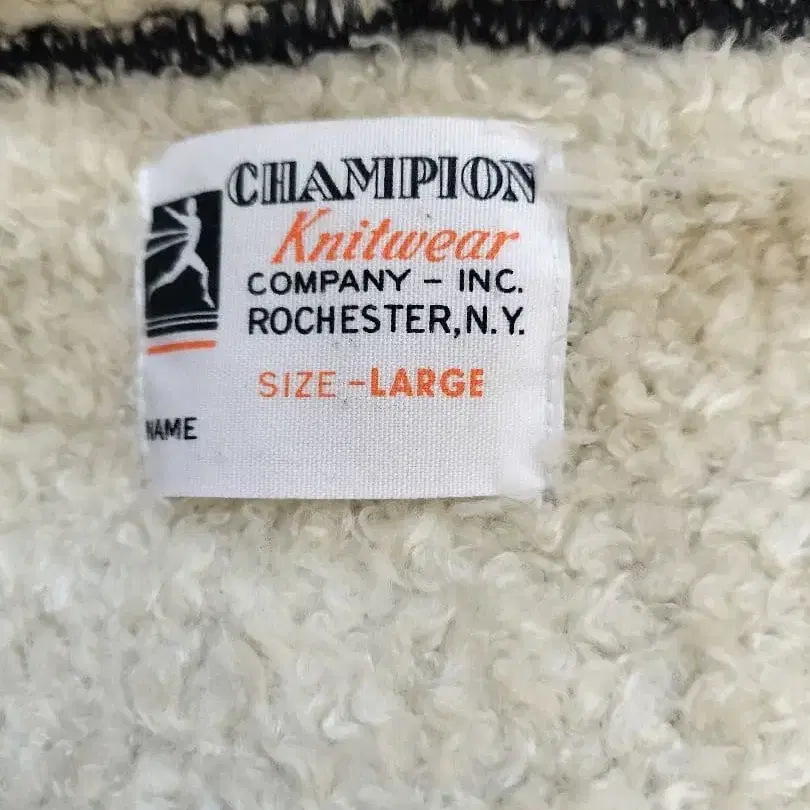 CHAMPION
Knitwear
COMPANY – INC.
ROCHESTER, N.Y.
SIZE – LARGE
NAME